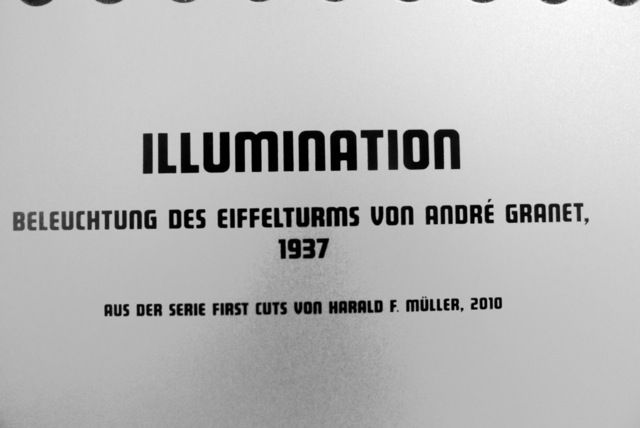 ILLUMINATION
BELEUCHTUNG DES EIFFELTURMS VON ANDRÉ GRANET,
1937
AUS DER SERIE FIRST CUTS VON HARALD F. MÜLLER, 2010